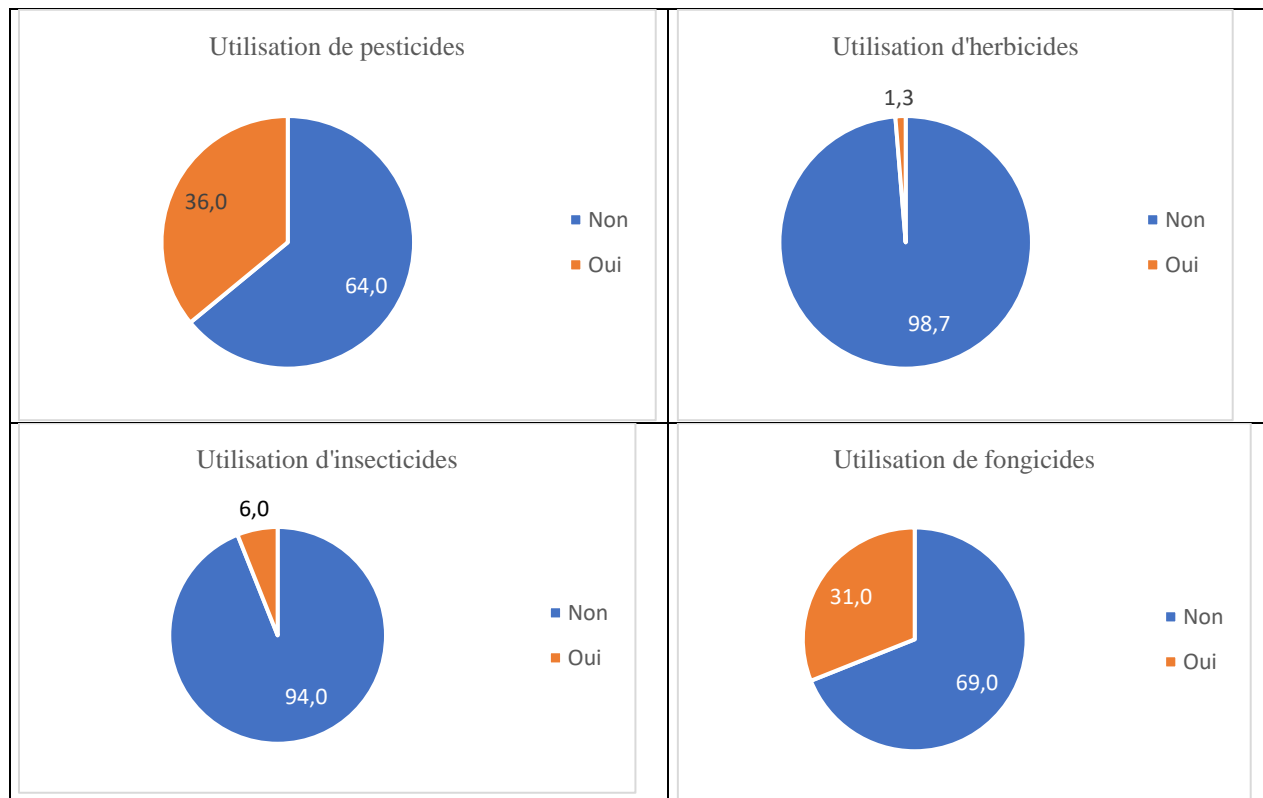 Utilisation de pesticides
36,0
64,0
Non
Oui
Utilisation d'herbicides
1,3
98,7
Non
Oui
Utilisation d'insecticides
6,0
94,0
Non
Oui
Utilisation de fongicides
31,0
69,0
Non
Oui